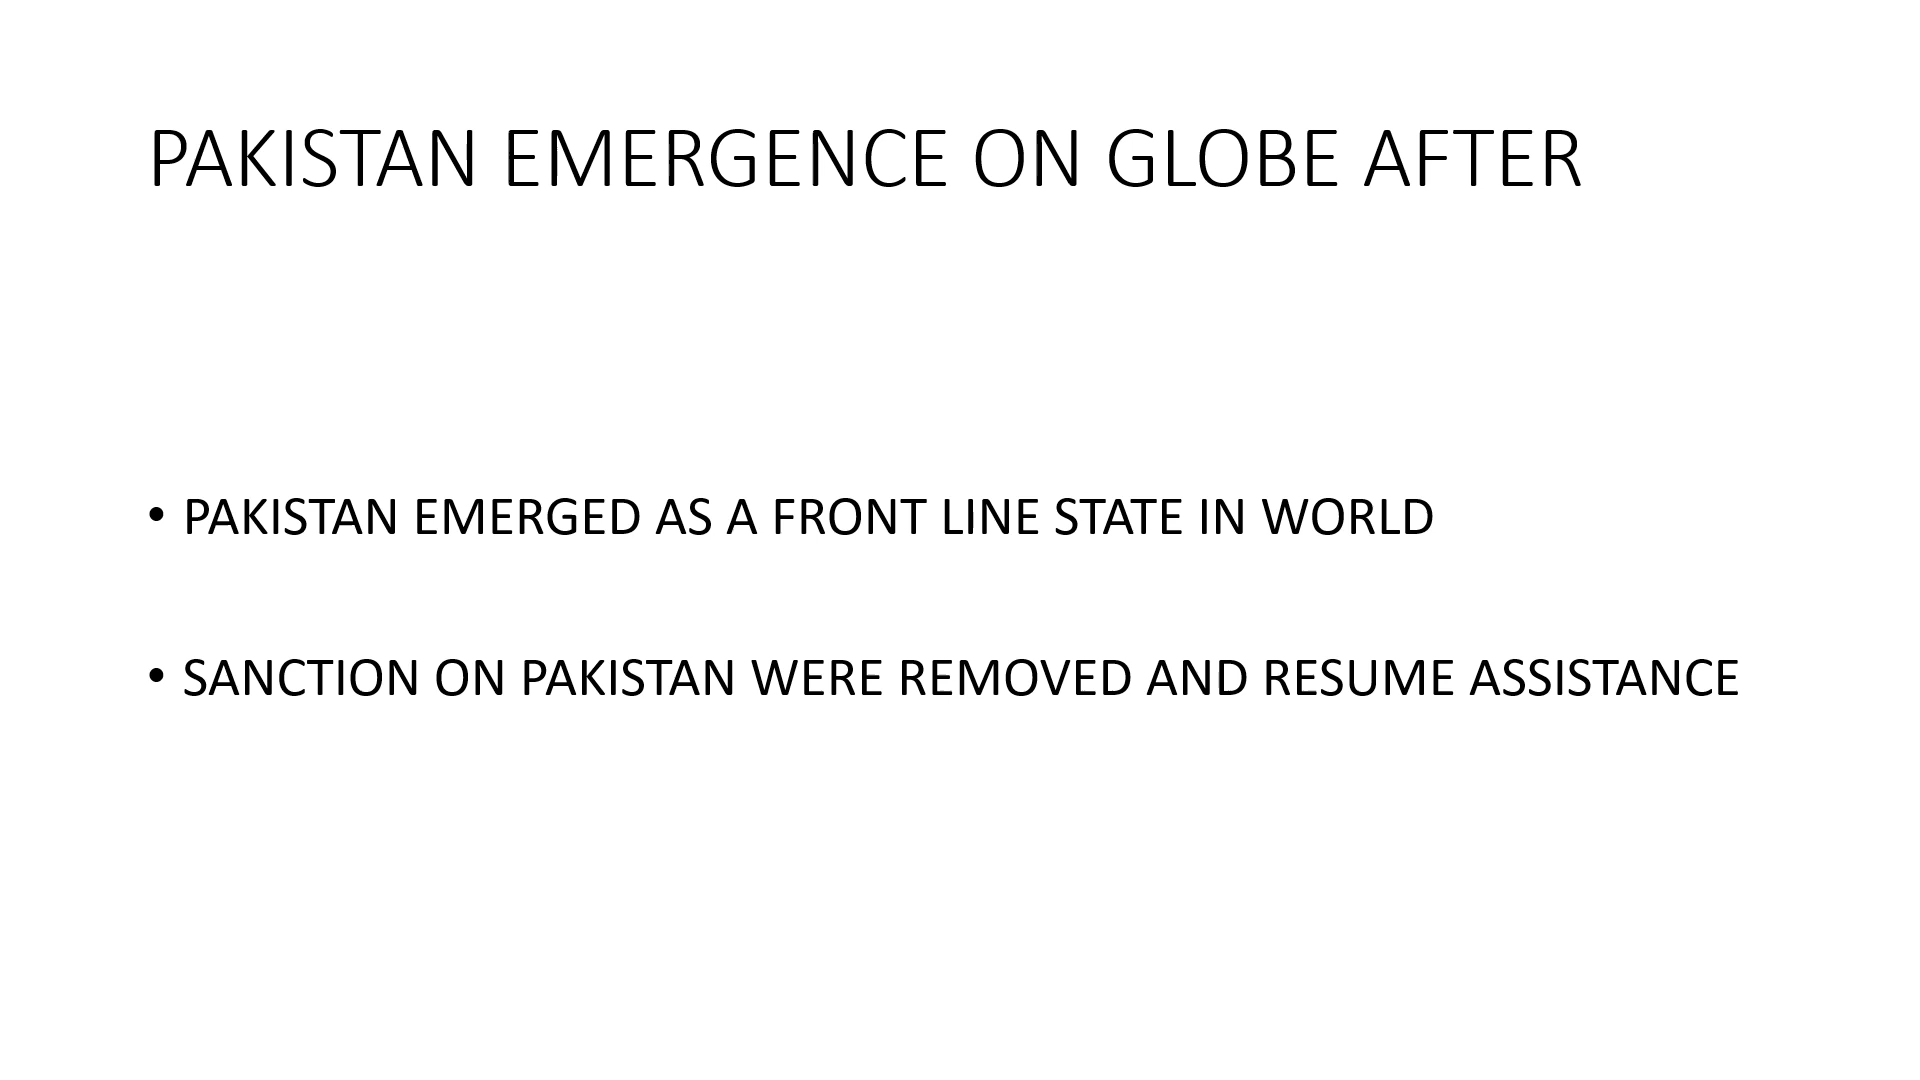 PAKISTAN EMERGENCE ON GLOBE AFTER
• PAKISTAN EMERGED AS A FRONT LINE STATE IN WORLD
• SANCTION ON PAKISTAN WERE REMOVED AND RESUME ASSISTANCE